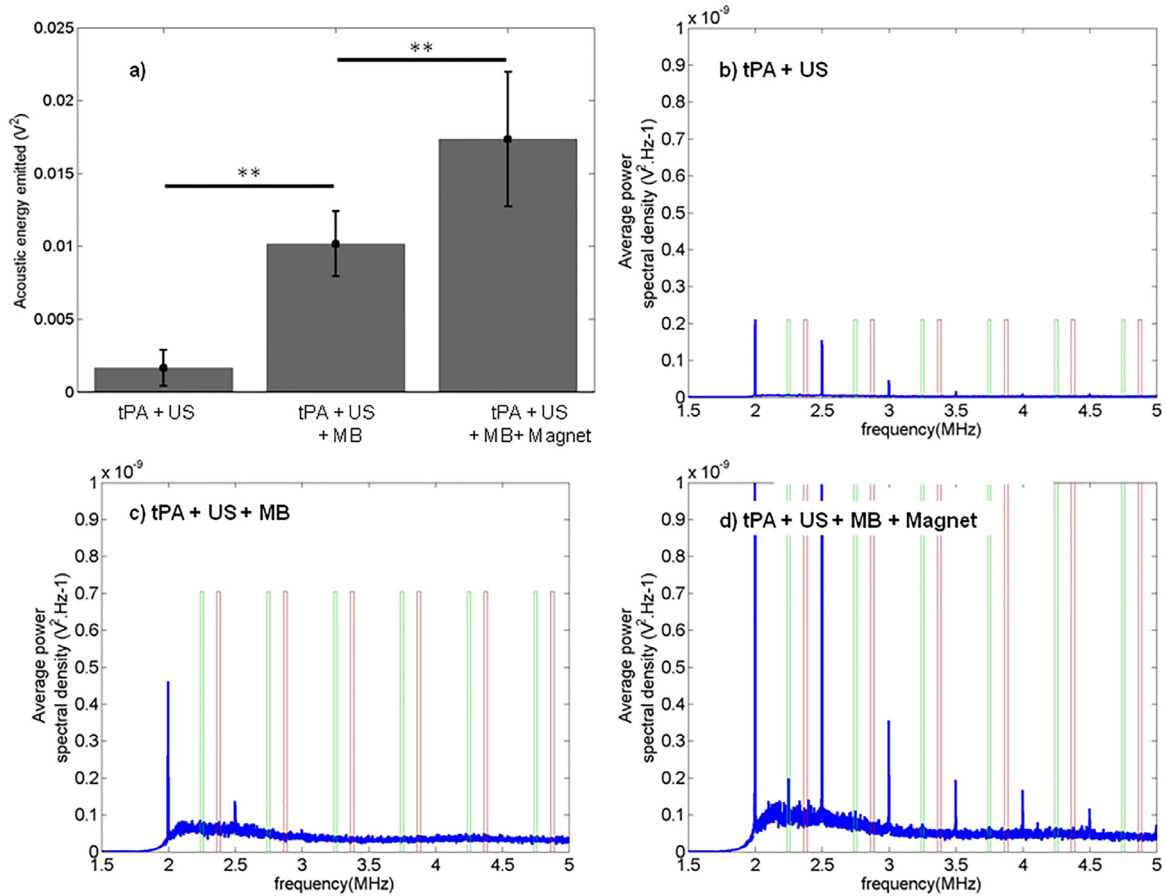 0.025
0.02
0.015
0.01
0.005
0
Acoustic energy emitted (V²)
a)
**
**
tPA + US
tPA + US
+ MB
tPA + US
+ MB+ Magnet
x 10⁻⁹
1
0.9
0.8
0.7
0.6
0.5
0.4
0.3
0.2
0.1
0
Average power
spectral density (V².Hz-1)
b) tPA + US
1.5 2 2.5 3 3.5 4 4.5 5
frequency(MHz)
x 10⁻⁹
1
0.9
0.8
0.7
0.6
0.5
0.4
0.3
0.2
0.1
0
Average power
spectral density (V².Hz-1)
c) tPA + US + MB
1.5 2 2.5 3 3.5 4 4.5 5
frequency(MHz)
x 10⁻⁹
1
0.9
0.8
0.7
0.6
0.5
0.4
0.3
0.2
0.1
0
Average power
spectral density (V².Hz-1)
d) tPA + US + MB + Magnet
1.5 2 2.5 3 3.5 4 4.5 5
frequency(MHz)